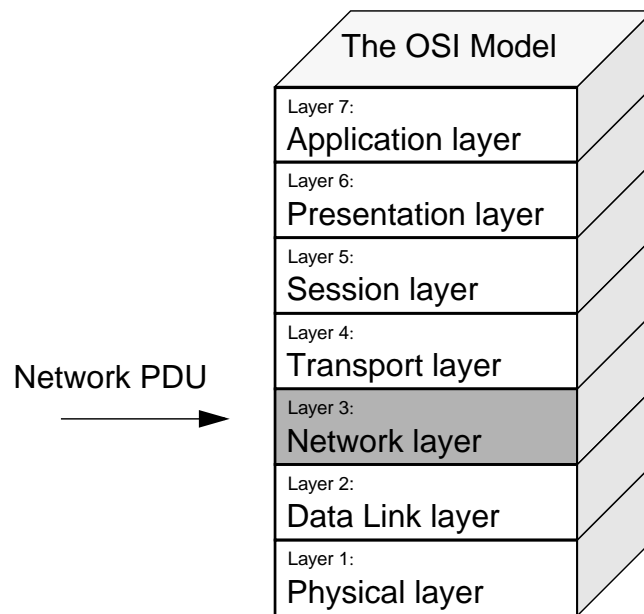 The OSI Model
Layer 7:
Application layer
Layer 6:
Presentation layer
Layer 5:
Session layer
Layer 4:
Transport layer
Network PDU
Layer 3:
Network layer
Layer 2:
Data Link layer
Layer 1:
Physical layer